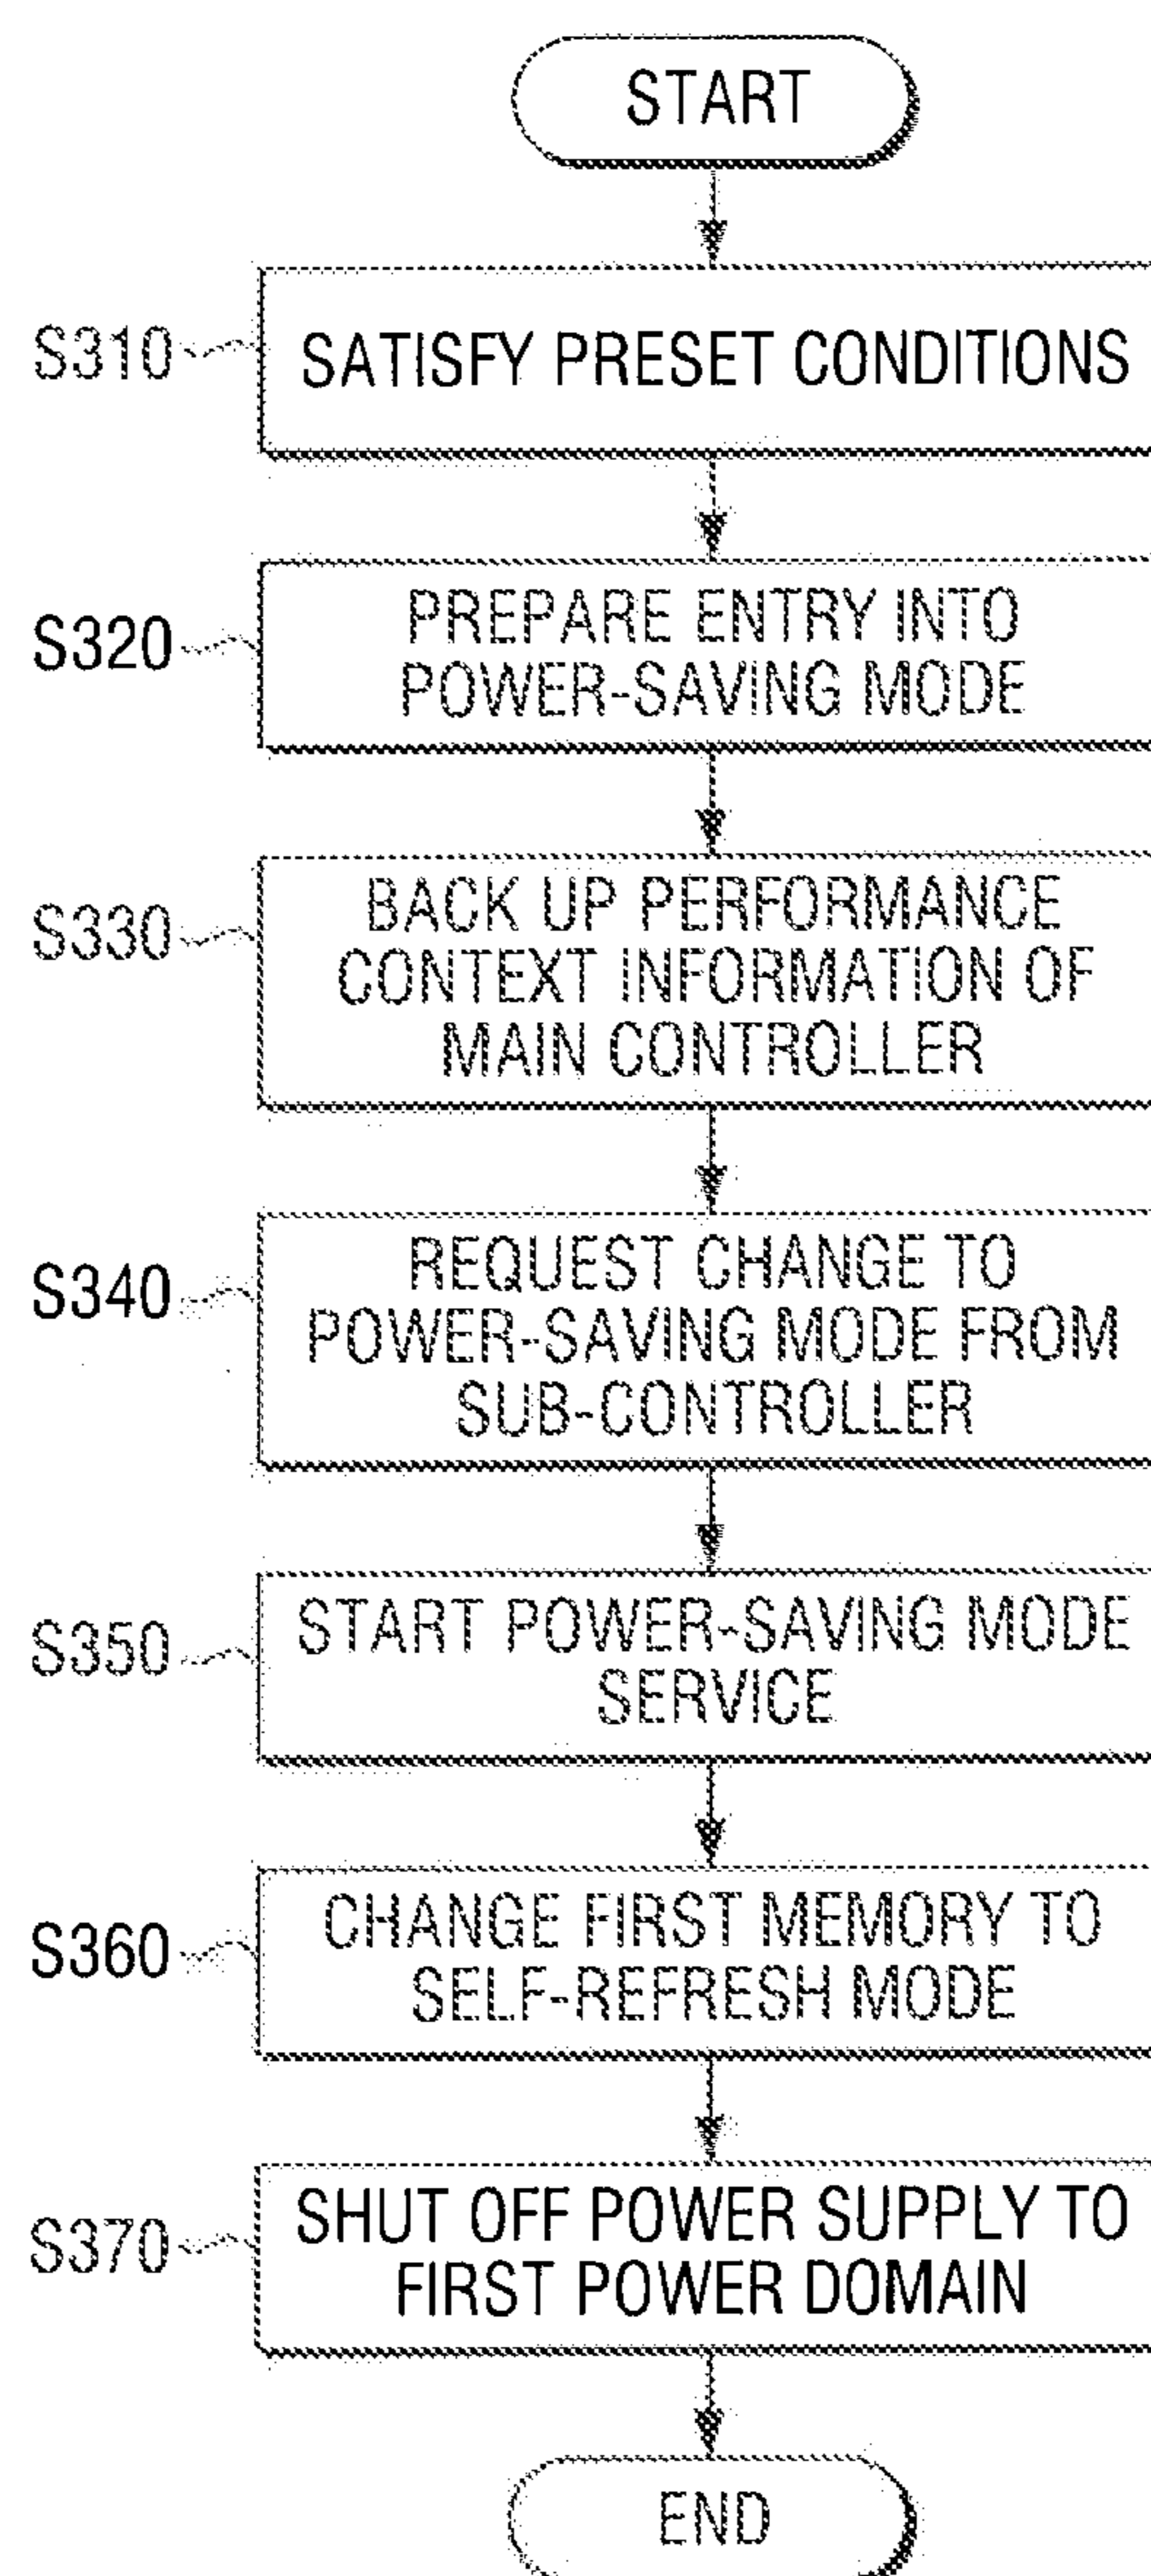 START
S310
SATISFY PRESET CONDITIONS
S320
PREPARE ENTRY INTO
POWER-SAVING MODE
S330
BACK UP PERFORMANCE
CONTEXT INFORMATION OF
MAIN CONTROLLER
S340
REQUEST CHANGE TO
POWER-SAVING MODE FROM
SUB-CONTROLLER
S350
START POWER-SAVING MODE
SERVICE
S360
CHANGE FIRST MEMORY TO
SELF-REFRESH MODE
S370
SHUT OFF POWER SUPPLY TO
FIRST POWER DOMAIN
END